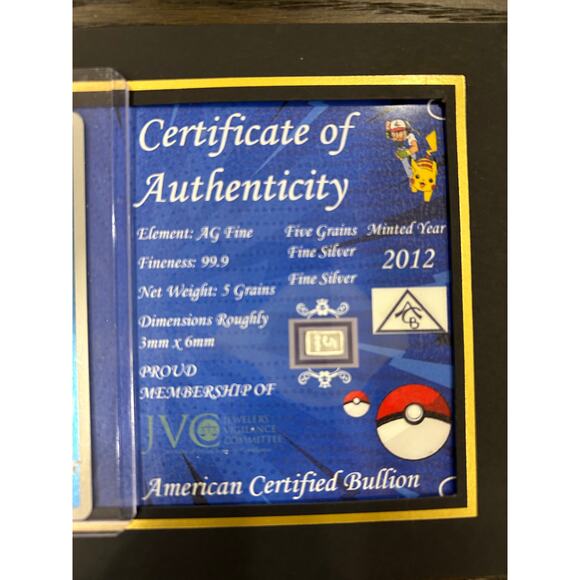 Certificate of
Authenticity
Element: AG Fine
Fineness: 99.9
Net Weight: 5 Grains
Dimensions Roughly
3mm x 6mm
PROUD
MEMBERSHIP OF
JVC JEWELERS
VIGILANCE
COMMITTEE
Five Grains
Fine Silver
Fine Silver
Minted Year
2012
ACB
American Certified Bullion